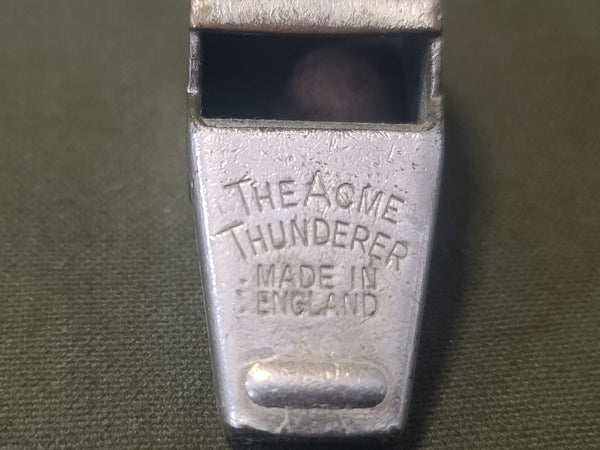 THE ACME
THUNDERER
MADE IN
ENGLAND